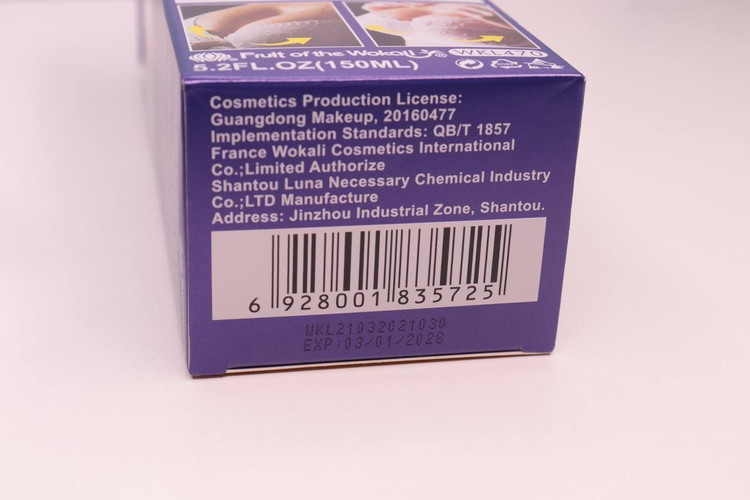 Fruit of the Wokali ® WKL470
5.2FL.OZ(150ML)
Cosmetics Production License:
Guangdong Makeup, 20160477
Implementation Standards: QB/T 1857
France Wokali Cosmetics International
Co.;Limited Authorize
Shantou Luna Necessary Chemical Industry
Co.;LTD Manufacture
Address: Jinzhou Industrial Zone, Shantou.
6 928001 835725
WKL21032021030
EXP:03/01/2026